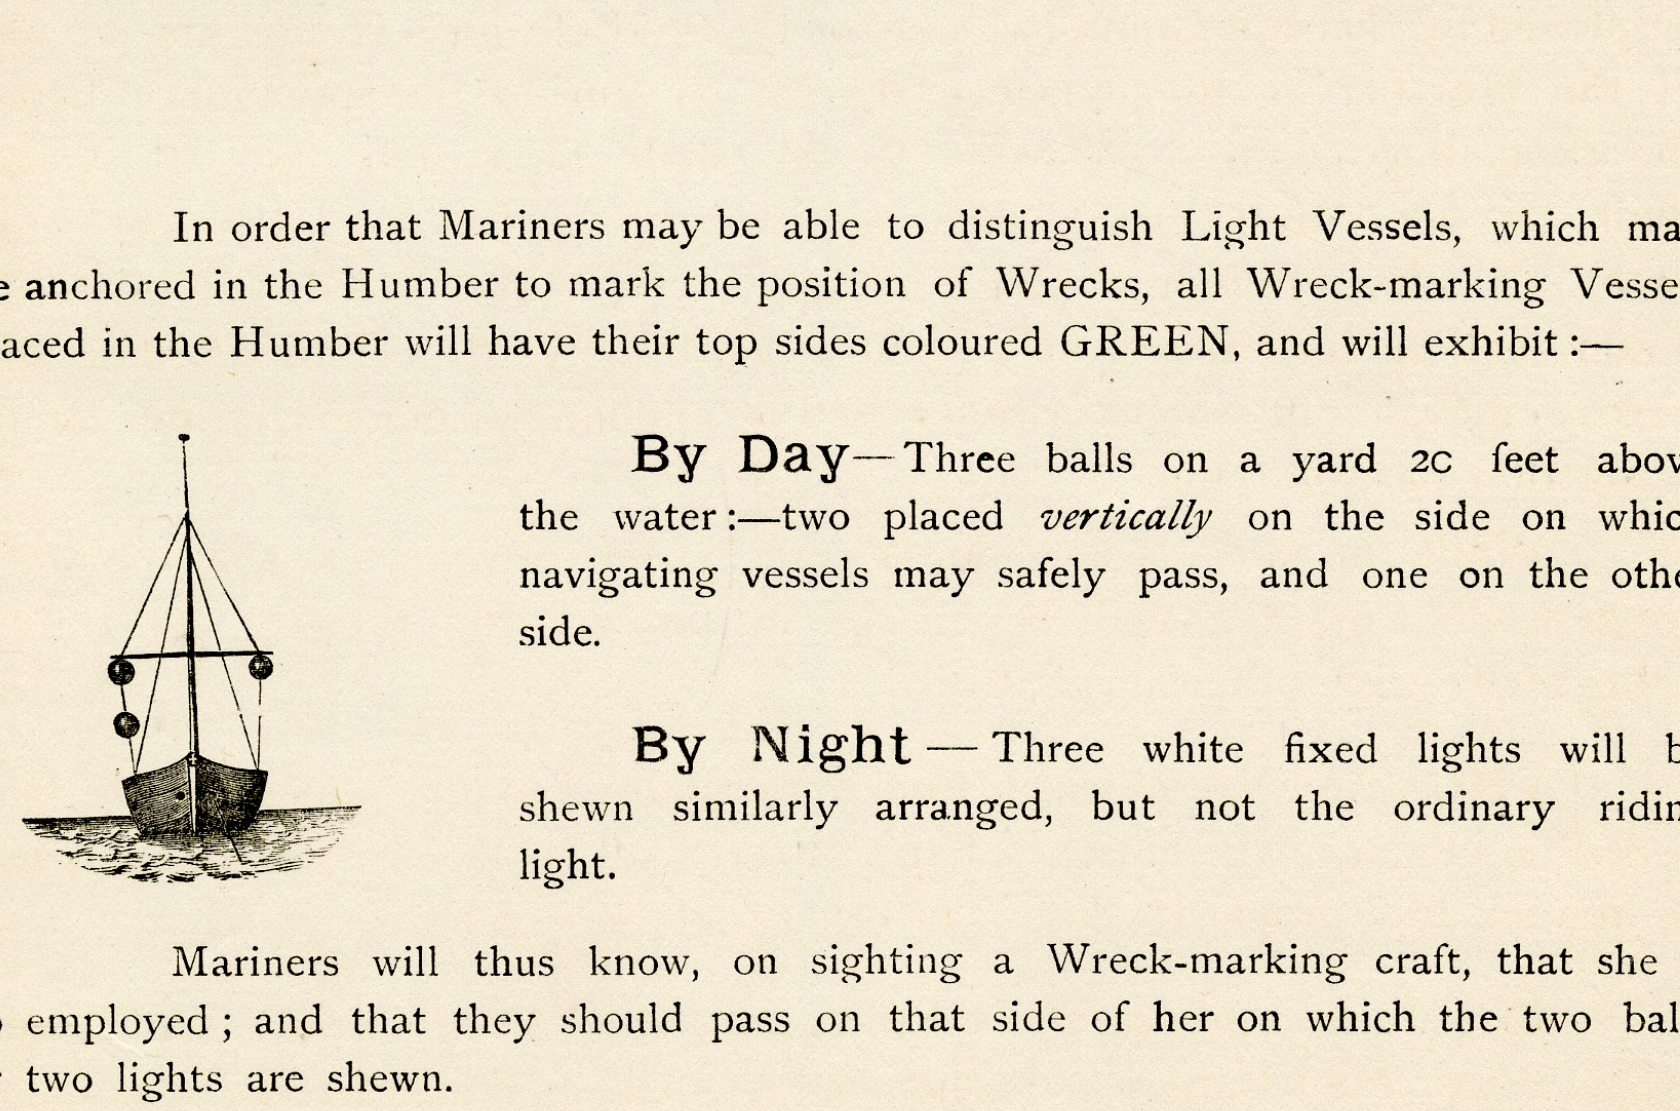 In order that Mariners may be able to distinguish Light Vessels, which ma
e anchored in the Humber to mark the position of Wrecks, all Wreck-marking Vesse
aced in the Humber will have their top sides coloured GREEN, and will exhibit :—
By Day—Three balls on a yard 20 feet abov
the water :—two placed vertically on the side on whic
navigating vessels may safely pass, and one on the othe
side.
By Night — Three white fixed lights will b
shewn similarly arranged, but not the ordinary ridin
light.
Mariners will thus know, on sighting a Wreck-marking craft, that she
employed ; and that they should pass on that side of her on which the two bal
two lights are shewn.